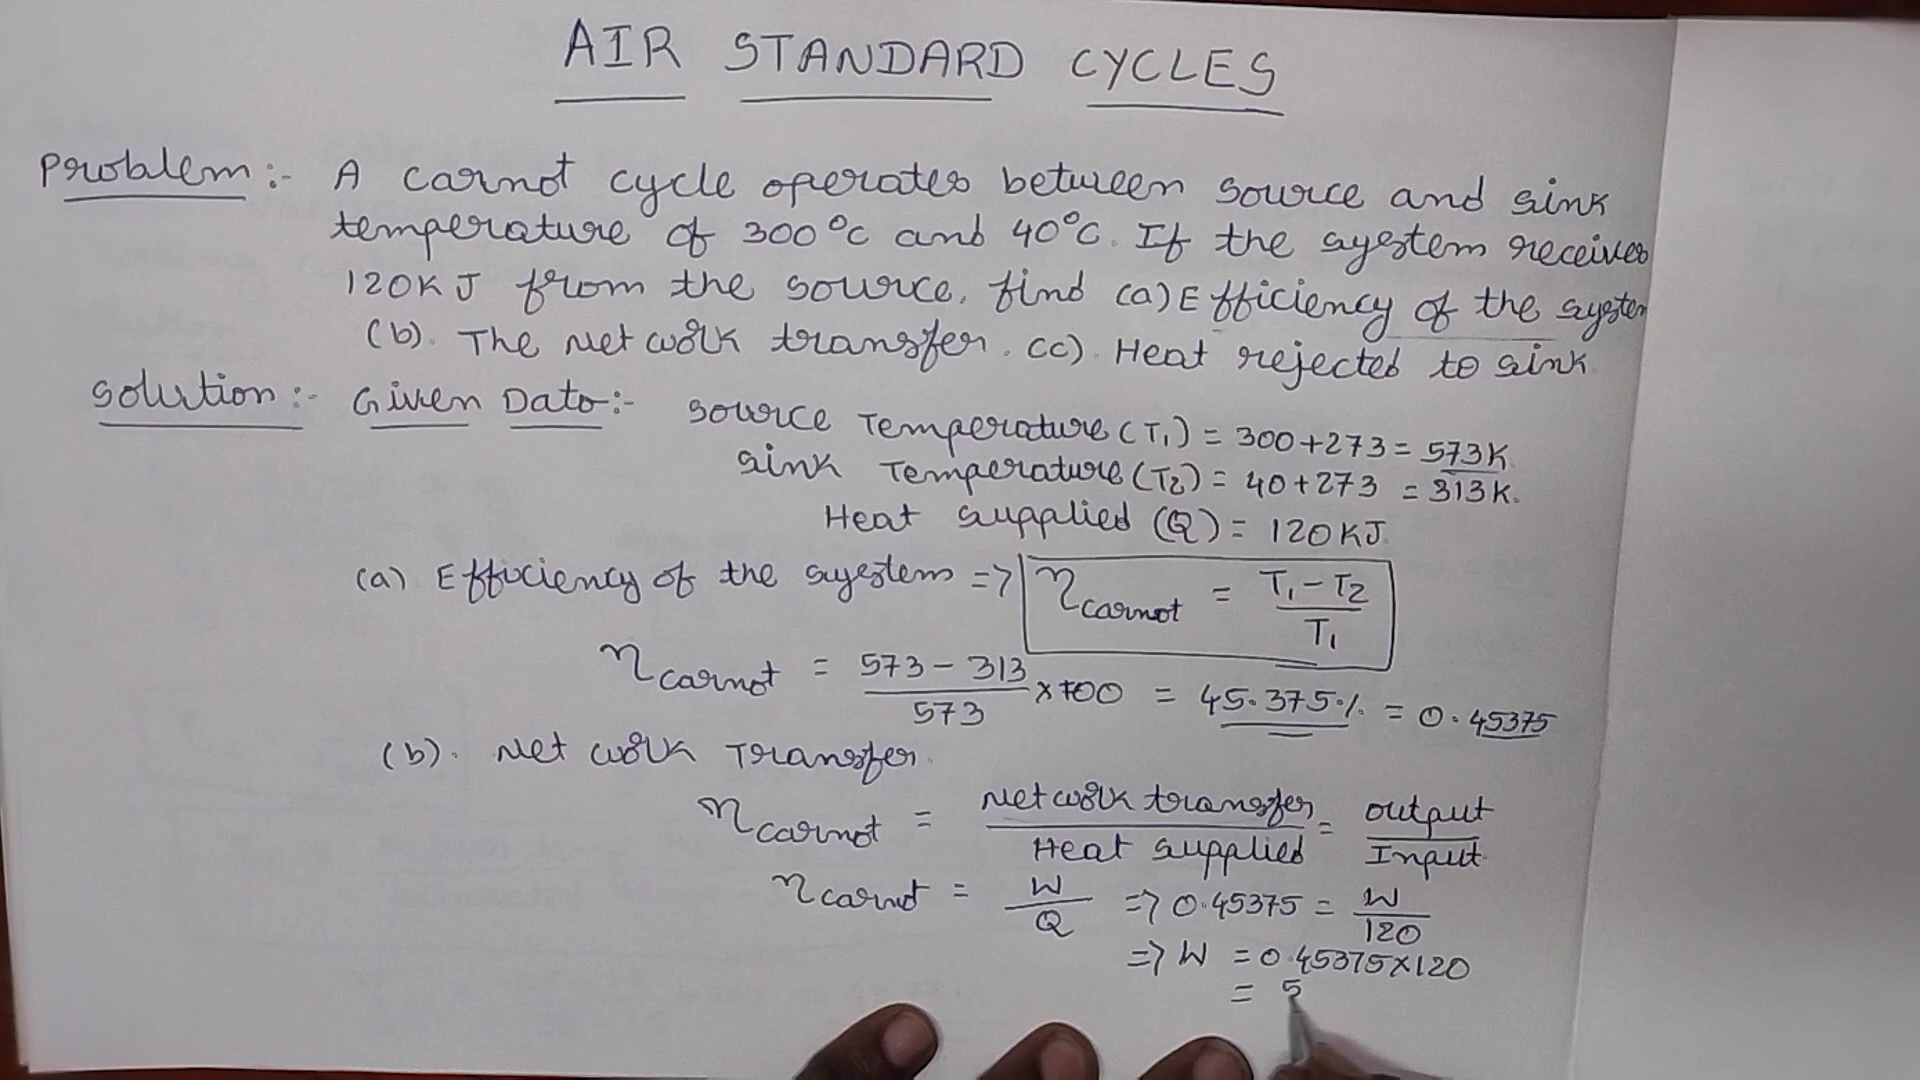 AIR STANDARD CYCLES
Problem:- A carnot cycle operates between source and sink
temperature of 300°C and 40°C. If the system receives
120KJ from the source, find (a) Efficiency of the system
(b). The Net work transfer. (c). Heat rejected to sink
Solution:- Given Data:- Source Temperature (T1) = 300+273 = 573K
Sink Temperature (T2) = 40+273 = 313K.
Heat supplied (Q) = 120KJ.
(a) Efficiency of the system => ηcarnot = T1-T2 / T1
ηcarnot = 573-313 / 573 × 100 = 45.375% = 0.45375
(b). Net work Transfer.
ηcarnot = Net work transfer / Heat supplied = output / Input
ηcarnot = W / Q => 0.45375 = W / 120
=> W = 0.45375×120
= 5